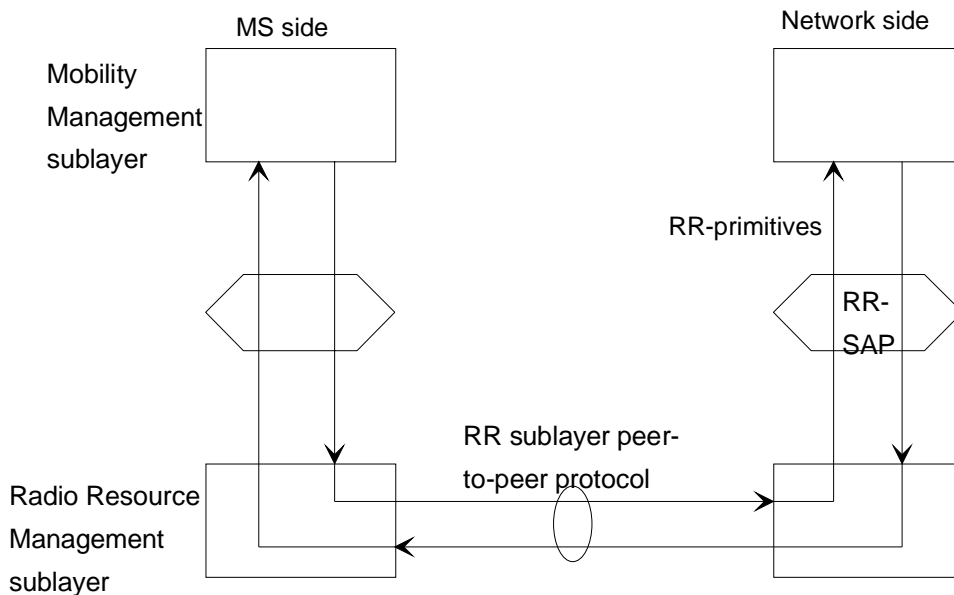 MS side
Network side
Mobility
Management
sublayer
RR-primitives
RR-
SAP
RR sublayer peer-
to-peer protocol
Radio Resource
Management
sublayer